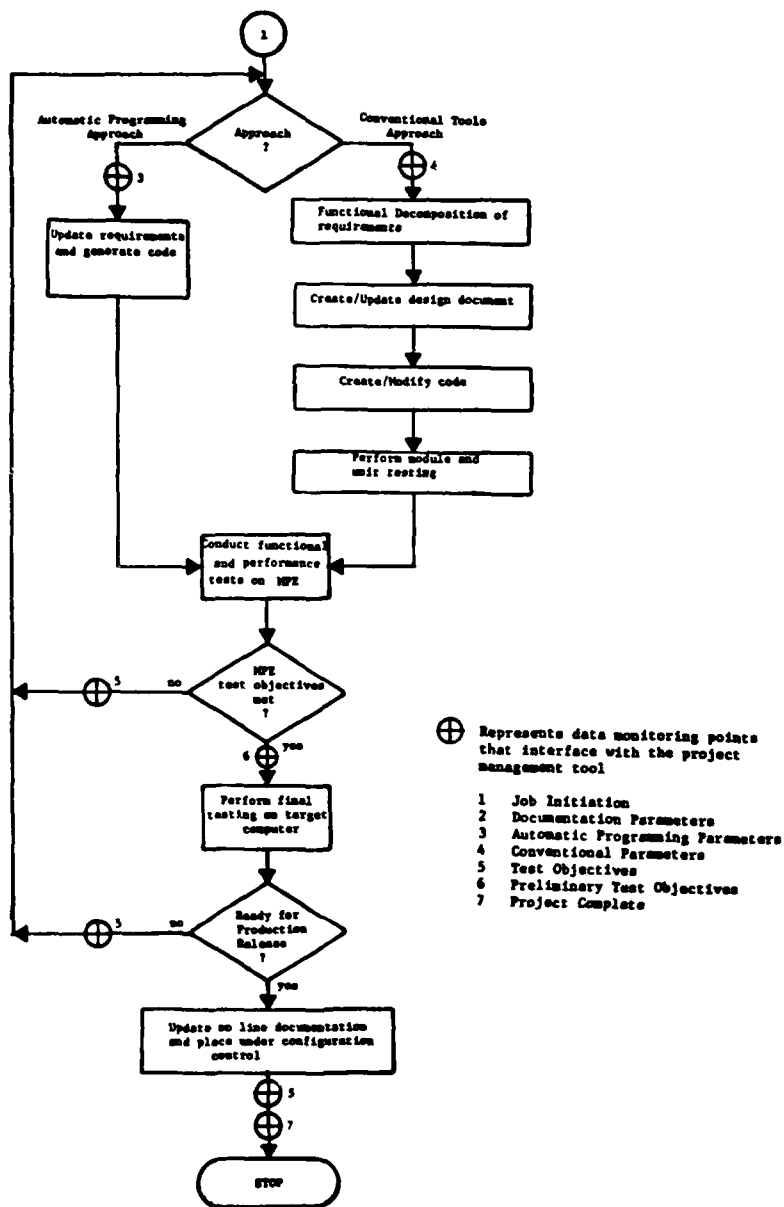 1
Automatic Programming
Approach
Approach
?
Conventional Tools
Approach
3
4
Update requirements
and generate code
Functional Decomposition of
requirements
Create/Update design document
Create/Modify code
Perform module and
unit testing
Conduct functional
and performance
tests on MPE
MPE
test objectives
met
?
5
no
6
yes
Perform final
testing on target
computer
Ready for
Production
Release
?
no
yes
Update on line documentation
and place under configuration
control
5
7
STOP
Represents data monitoring points
that interface with the project
management tool
1 Job Initiation
2 Documentation Parameters
3 Automatic Programming Parameters
4 Conventional Parameters
5 Test Objectives
6 Preliminary Test Objectives
7 Project Complete